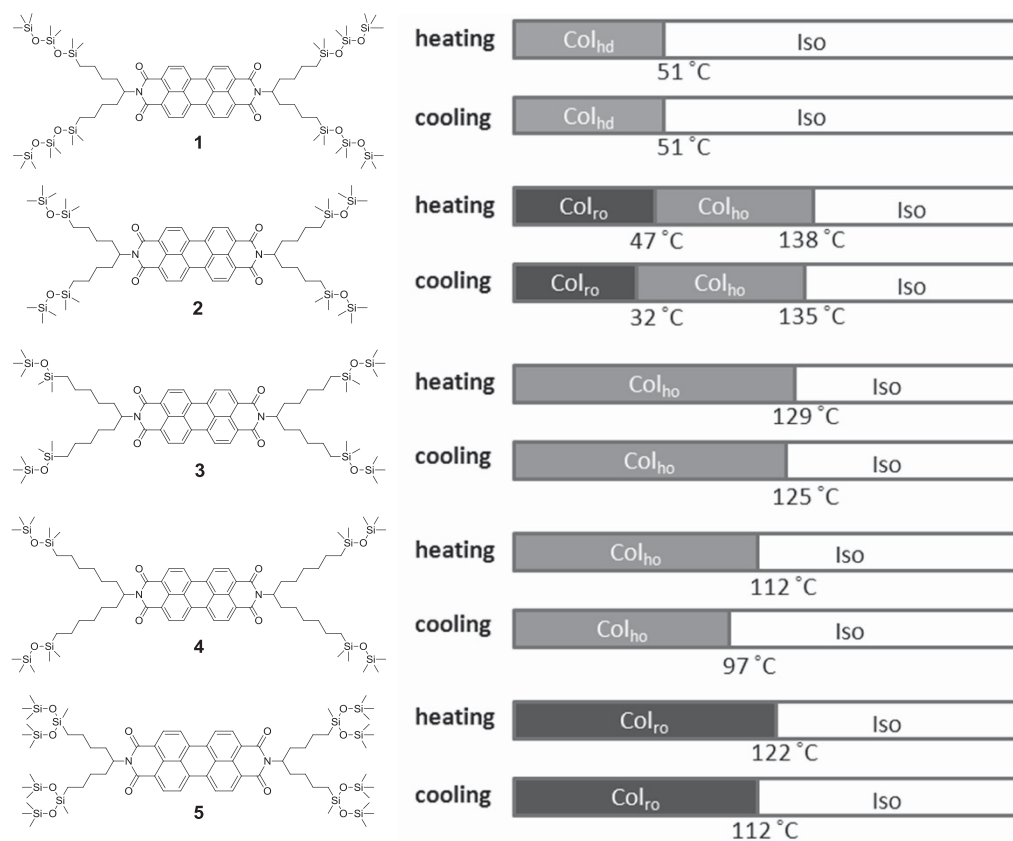 heating Col_hd Iso
51 °C
cooling Col_hd Iso
51 °C
1
heating Col_ro Col_ho Iso
47 °C 138 °C
cooling Col_ro Col_ho Iso
32 °C 135 °C
2
heating Col_ho Iso
129 °C
cooling Col_ho Iso
125 °C
3
heating Col_ho Iso
112 °C
cooling Col_ho Iso
97 °C
4
heating Col_ro Iso
122 °C
cooling Col_ro Iso
112 °C
5